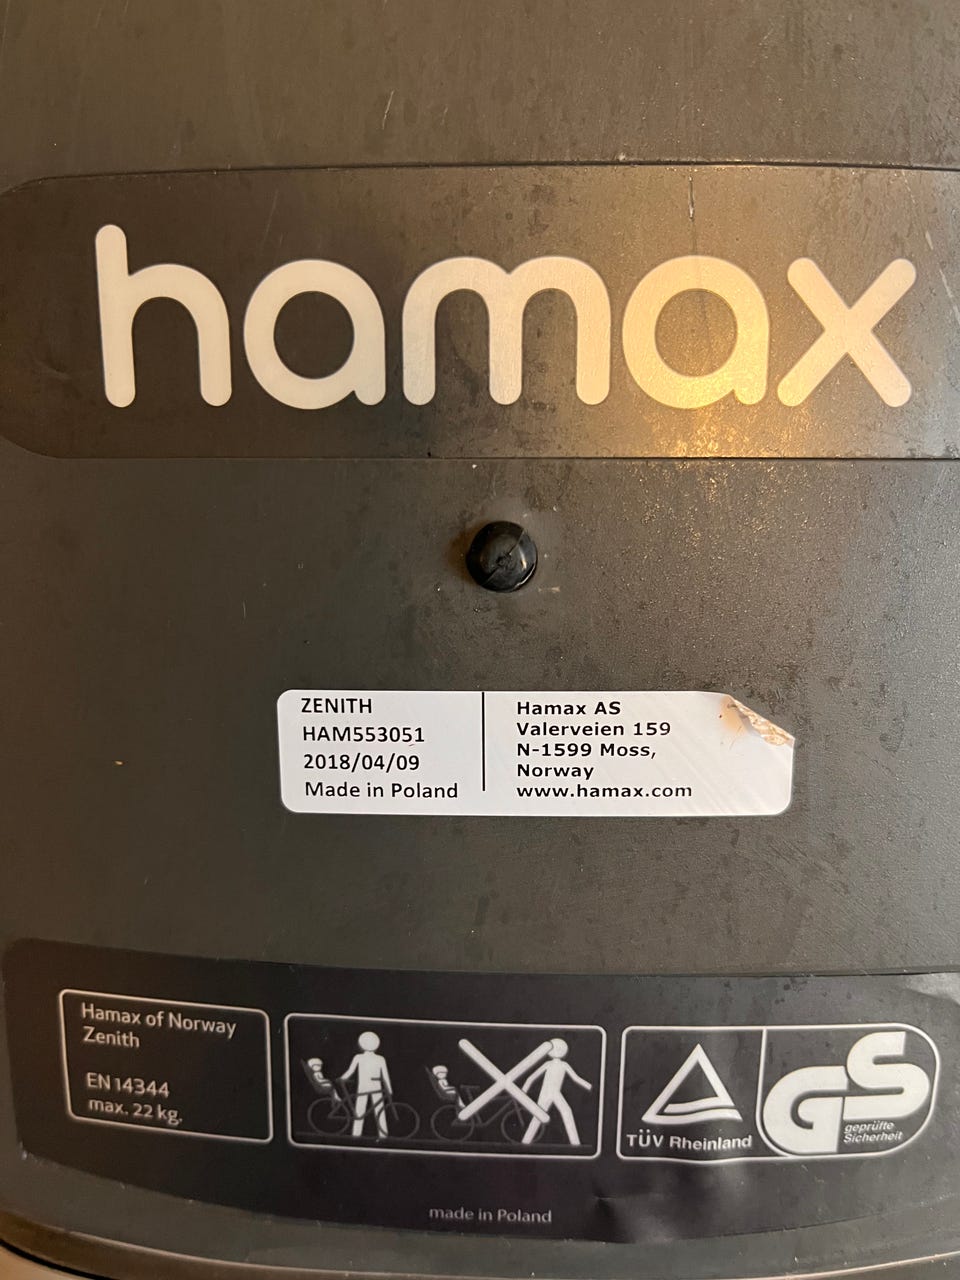 hamax
ZENITH
HAM553051
2018/04/09
Made in Poland
Hamax AS
Valerveien 159
N-1599 Moss,
Norway
www.hamax.com
Hamax of Norway
Zenith
EN 14344
max. 22 kg.
TÜV Rheinland
GS
geprüfte
Sicherheit
made in Poland